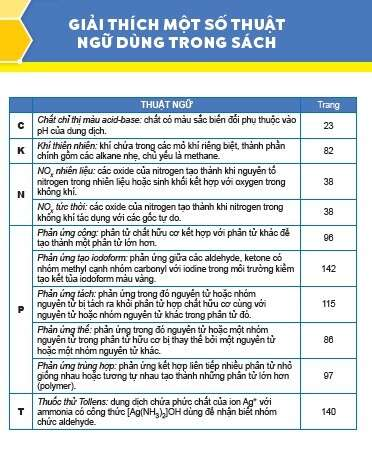 GIẢI THÍCH MỘT SỐ THUẬT
NGỮ DÙNG TRONG SÁCH
THUẬT NGỮ Trang
C Chất chỉ thị màu acid-base: chất có màu sắc biến đổi phụ thuộc vào
pH của dung dịch. 23
K Khí thiên nhiên: khí chứa trong các mỏ khí riêng biệt, thành phần
chính gồm các alkane nhẹ, chủ yếu là methane. 82
N NOx nhiên liệu: các oxide của nitrogen tạo thành khi nguyên tố
nitrogen trong nhiên liệu hoặc sinh khối kết hợp với oxygen trong
không khí. 38
NOx tức thời: các oxide của nitrogen tạo thành khi nitrogen trong
không khí tác dụng với các gốc tự do. 38
P Phản ứng cộng: phân tử chất hữu cơ kết hợp với phân tử khác để
tạo thành một phân tử lớn hơn. 96
Phản ứng tạo iodoform: phản ứng giữa các aldehyde, ketone có
nhóm methyl cạnh nhóm carbonyl với iodine trong môi trường kiềm
tạo kết tủa iodoform màu vàng. 142
Phản ứng tách: phản ứng trong đó nguyên tử hoặc nhóm
nguyên tử bị tách ra khỏi phân tử hợp chất hữu cơ cùng với
nguyên tử hoặc nhóm nguyên tử khác trong phân tử đó. 115
Phản ứng thế: phản ứng trong đó nguyên tử hoặc một nhóm
nguyên tử trong phân tử hữu cơ bị thay thế bởi một nguyên tử
hoặc một nhóm nguyên tử khác. 86
Phản ứng trùng hợp: phản ứng kết hợp liên tiếp nhiều phân tử nhỏ
giống nhau hoặc tương tự nhau tạo thành những phân tử lớn hơn
(polymer). 97
T Thuốc thử Tollens: dung dịch chứa phức chất của ion Ag⁺ với
ammonia có công thức [Ag(NH₃)₂]OH dùng để nhận biết nhóm
chức aldehyde. 140